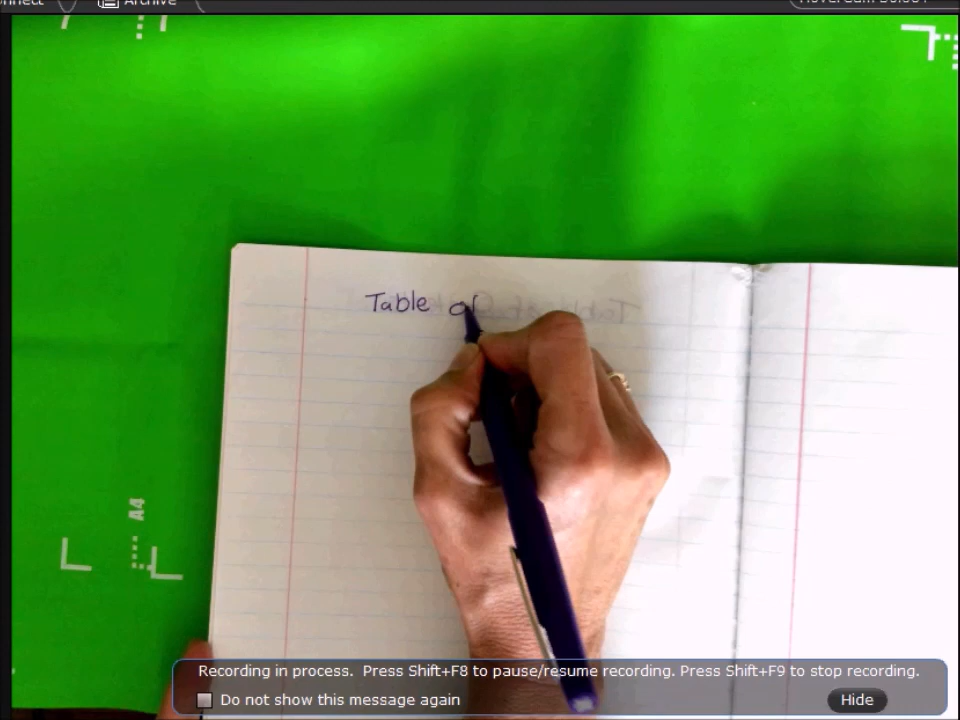 Archive
A4
Table of
Recording in process. Press Shift+F8 to pause/resume recording. Press Shift+F9 to stop recording.
Do not show this message again
Hide